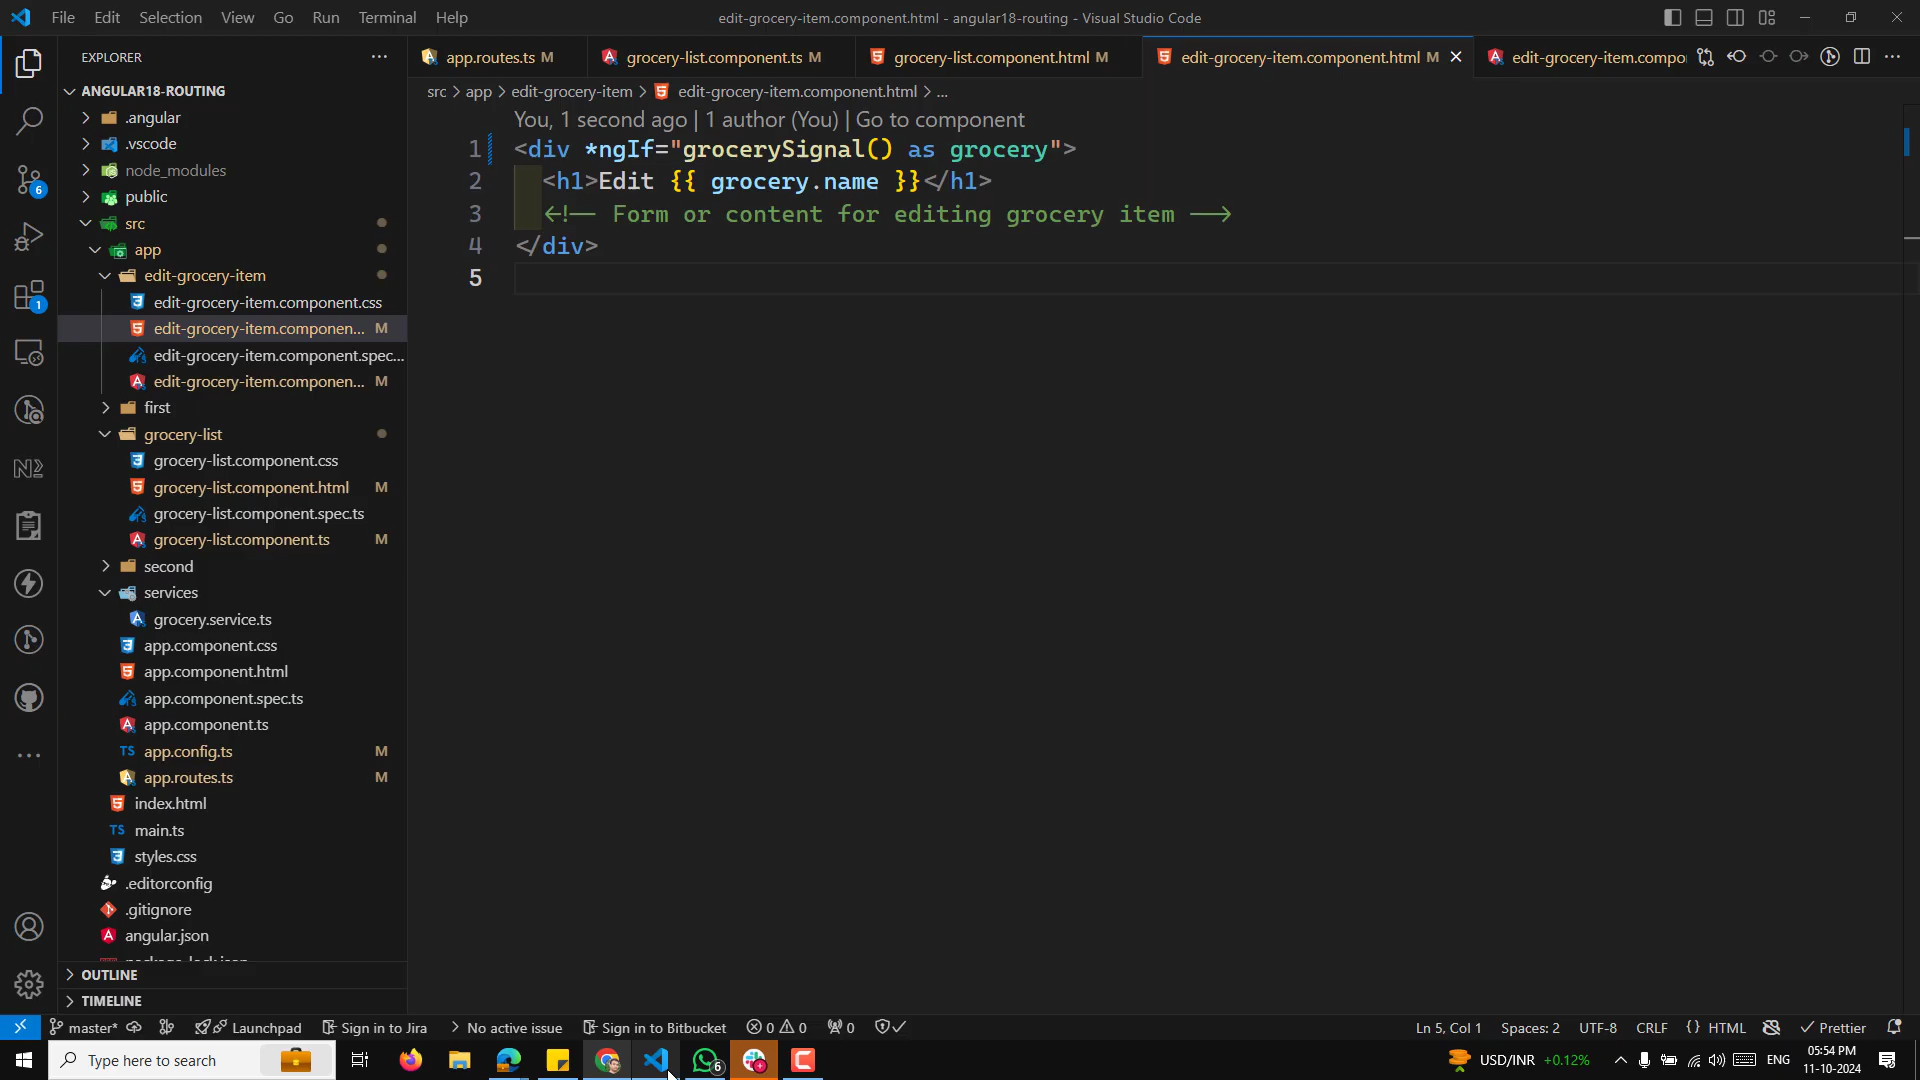 File Edit Selection View Go Run Terminal Help
edit-grocery-item.component.html - angular18-routing - Visual Studio Code
EXPLORER
app.routes.ts M
grocery-list.component.ts M
grocery-list.component.html M
edit-grocery-item.component.html M
edit-grocery-item.compo
src > app > edit-grocery-item > edit-grocery-item.component.html > ...
ANGULAR18-ROUTING
.angular
.vscode
node_modules
public
src
app
edit-grocery-item
edit-grocery-item.component.css
edit-grocery-item.componen... M
edit-grocery-item.component.spec...
edit-grocery-item.componen... M
first
grocery-list
grocery-list.component.css
grocery-list.component.html M
grocery-list.component.spec.ts
grocery-list.component.ts M
second
services
grocery.service.ts
app.component.css
app.component.html
app.component.spec.ts
app.component.ts
app.config.ts M
app.routes.ts M
index.html
main.ts
styles.css
.editorconfig
.gitignore
angular.json
OUTLINE
TIMELINE
You, 1 second ago | 1 author (You) | Go to component
1 <div *ngIf="grocerySignal() as grocery">
2 <h1>Edit {{ grocery.name }}</h1>
3 <!-- Form or content for editing grocery item -->
4 </div>
5
6
1
master* Launchpad Sign in to Jira No active issue Sign in to Bitbucket 0 0 0
Ln 5, Col 1 Spaces: 2 UTF-8 CRLF {} HTML Prettier
Type here to search
6
USD/INR +0.12%
ENG
05:54 PM
11-10-2024